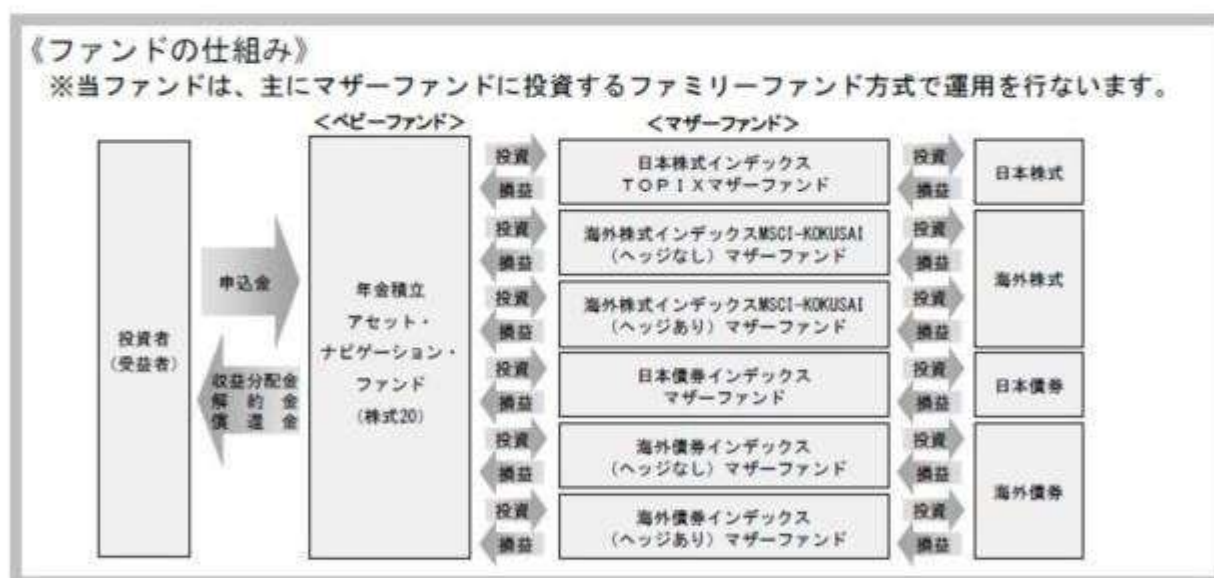 《ファンドの仕組み》
※当ファンドは、主にマザーファンドに投資するファミリーファンド方式で運用を行ないます。
<ベビーファンド>
<マザーファンド>
投資者
(受益者)
申込金
収益分配金
解約金
償還金
年金積立
アセット・
ナビゲーション・
ファンド
(株式20)
投資
損益
日本株式インデックス
TOPIXマザーファンド
投資
損益
日本株式
投資
損益
海外株式インデックスMSCI-KOKUSAI
(ヘッジなし)マザーファンド
投資
損益
投資
損益
海外株式インデックスMSCI-KOKUSAI
(ヘッジあり)マザーファンド
投資
損益
海外株式
投資
損益
日本債券インデックス
マザーファンド
投資
損益
日本債券
投資
損益
海外債券インデックス
(ヘッジなし)マザーファンド
投資
損益
投資
損益
海外債券インデックス
(ヘッジあり)マザーファンド
投資
損益
海外債券